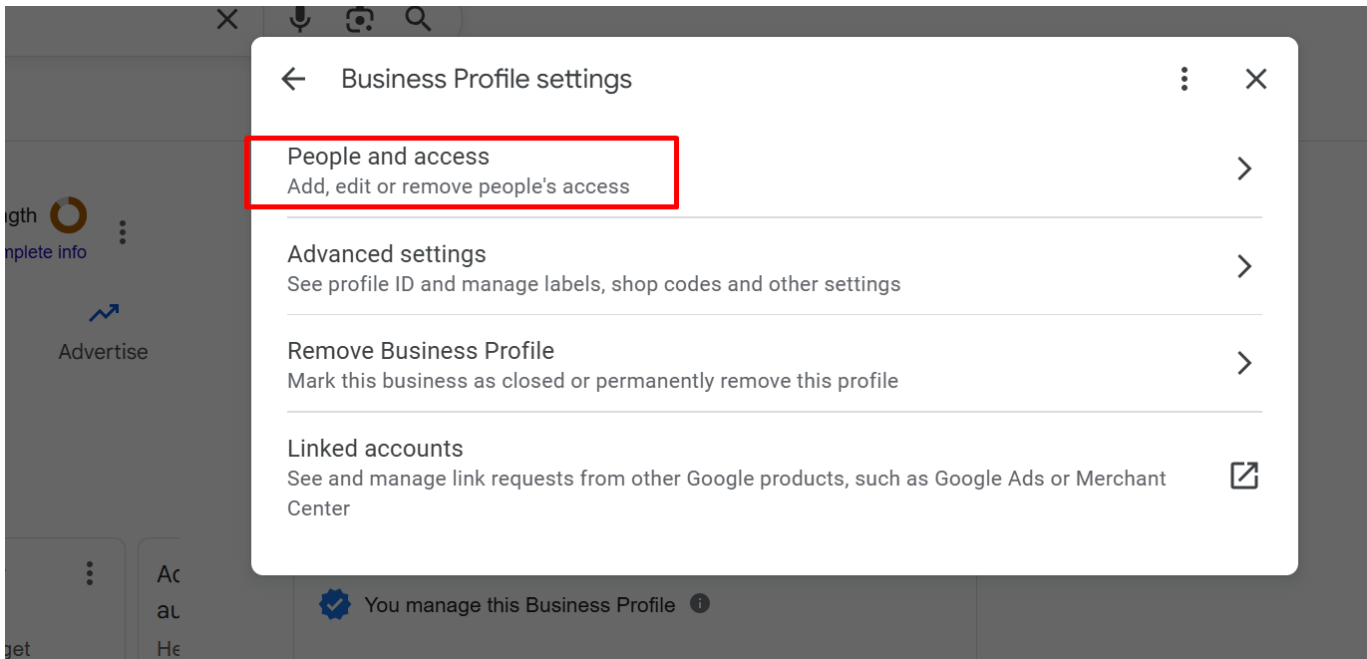 Business Profile settings
People and access
Add, edit or remove people's access
Advanced settings
See profile ID and manage labels, shop codes and other settings
Remove Business Profile
Mark this business as closed or permanently remove this profile
Linked accounts
See and manage link requests from other Google products, such as Google Ads or Merchant
Center
info
Advertise
You manage this Business Profile